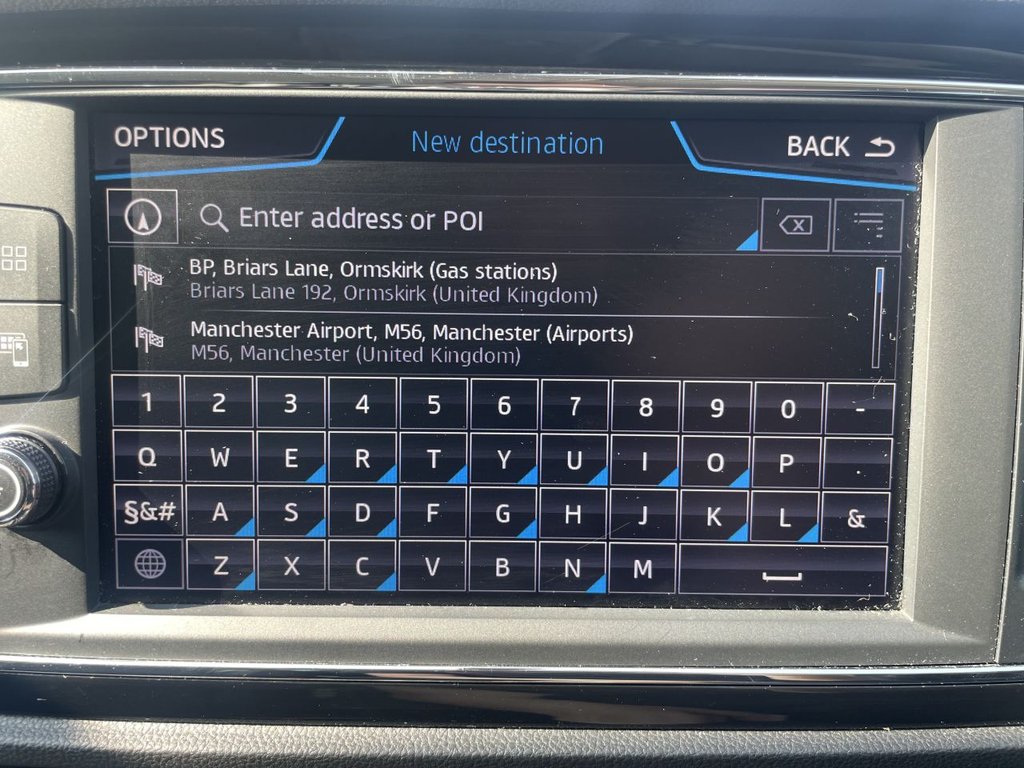 OPTIONS New destination BACK
Enter address or POI
BP, Briars Lane, Ormskirk (Gas stations)
Briars Lane 192, Ormskirk (United Kingdom)
Manchester Airport, M56, Manchester (Airports)
M56, Manchester (United Kingdom)
1 2 3 4 5 6 7 8 9 0 -
Q W E R T Y U I O P
§&# A S D F G H J K L &
Z X C V B N M